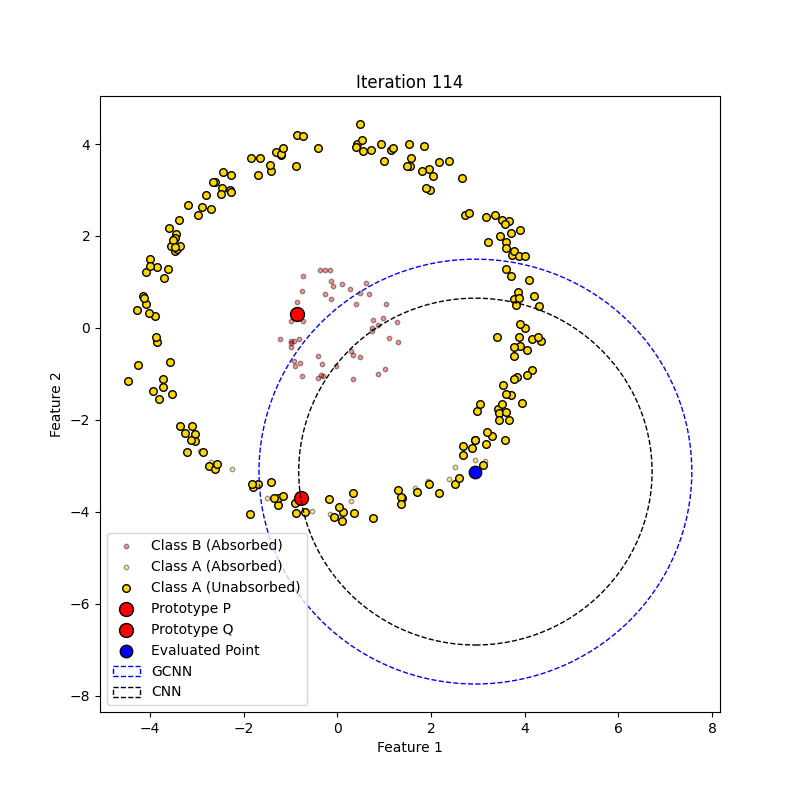 Iteration 114
4
2
0
−2
−4
−6
−8
Feature 2
Class B (Absorbed)
Class A (Absorbed)
Class A (Unabsorbed)
Prototype P
Prototype Q
Evaluated Point
GCNN
CNN
−4 −2 0 2 4 6 8
Feature 1